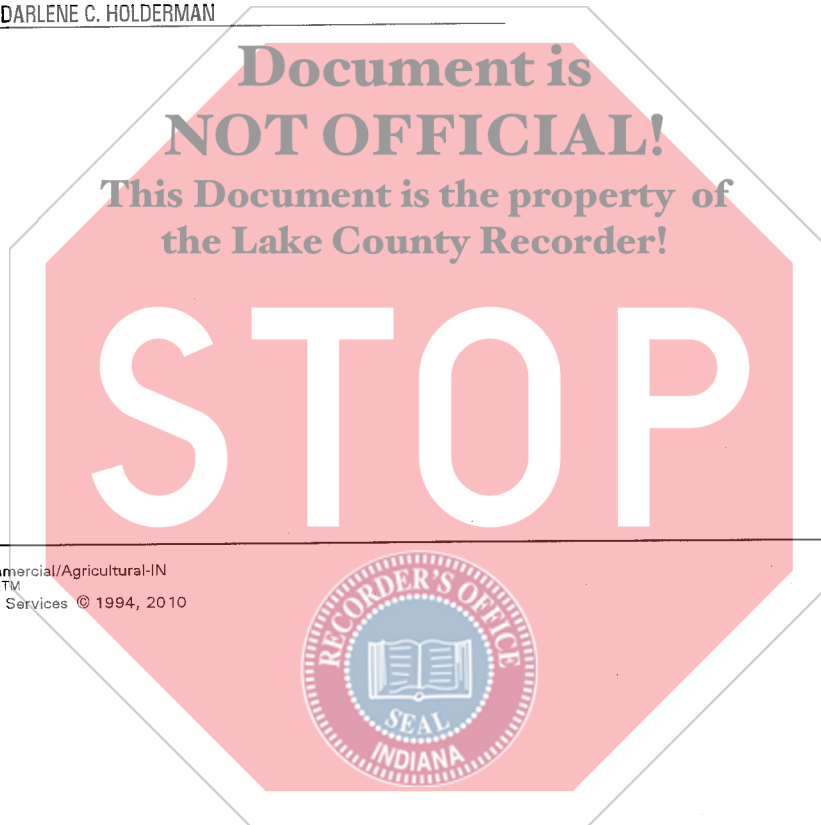 DARLENE C. HOLDERMAN
Document is
NOT OFFICIAL!
This Document is the property of
the Lake County Recorder!
STOP
mercial/Agricultural-IN
TM
Services © 1994, 2010
RECORDER'S OFFICE
SEAL
INDIANA